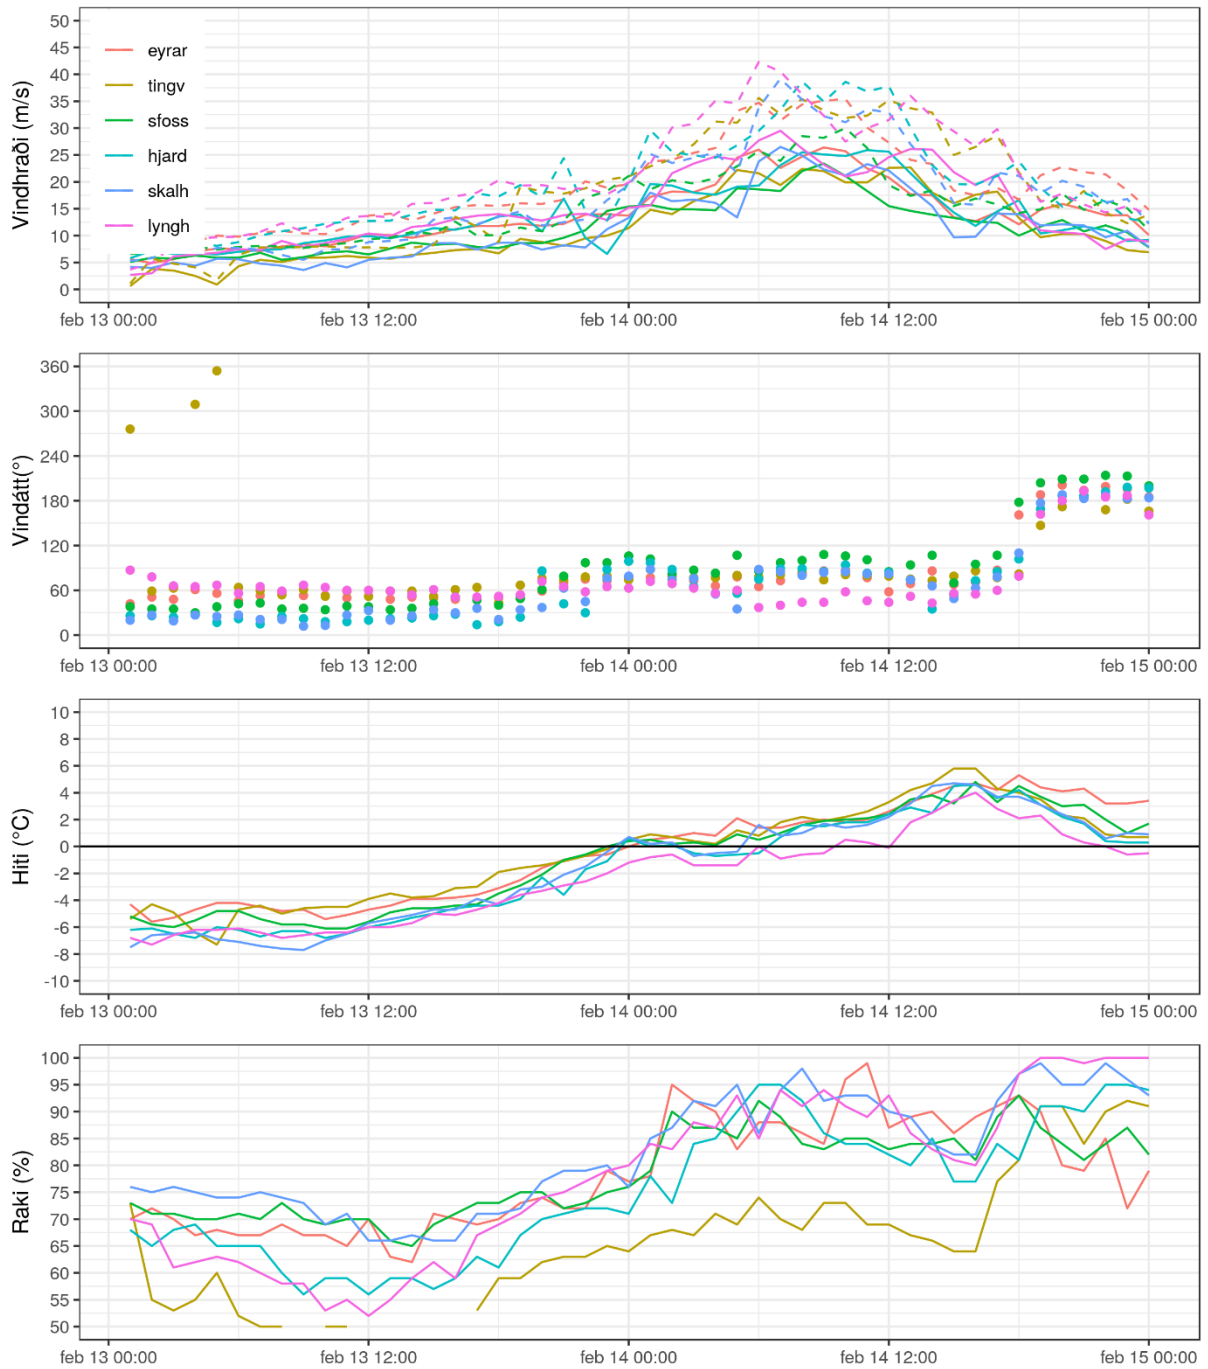 Vindhraði (m/s)
50
45
40
35
30
25
20
15
10
5
0
eyrar
tingv
sfoss
hjard
skalh
lyngh
feb 13 00:00 feb 13 12:00 feb 14 00:00 feb 14 12:00 feb 15 00:00
Vindátt(°)
360
300
240
180
120
60
0
feb 13 00:00 feb 13 12:00 feb 14 00:00 feb 14 12:00 feb 15 00:00
Hiti (°C)
10
8
6
4
2
0
-2
-4
-6
-8
-10
feb 13 00:00 feb 13 12:00 feb 14 00:00 feb 14 12:00 feb 15 00:00
Raki (%)
100
95
90
85
80
75
70
65
60
55
50
feb 13 00:00 feb 13 12:00 feb 14 00:00 feb 14 12:00 feb 15 00:00